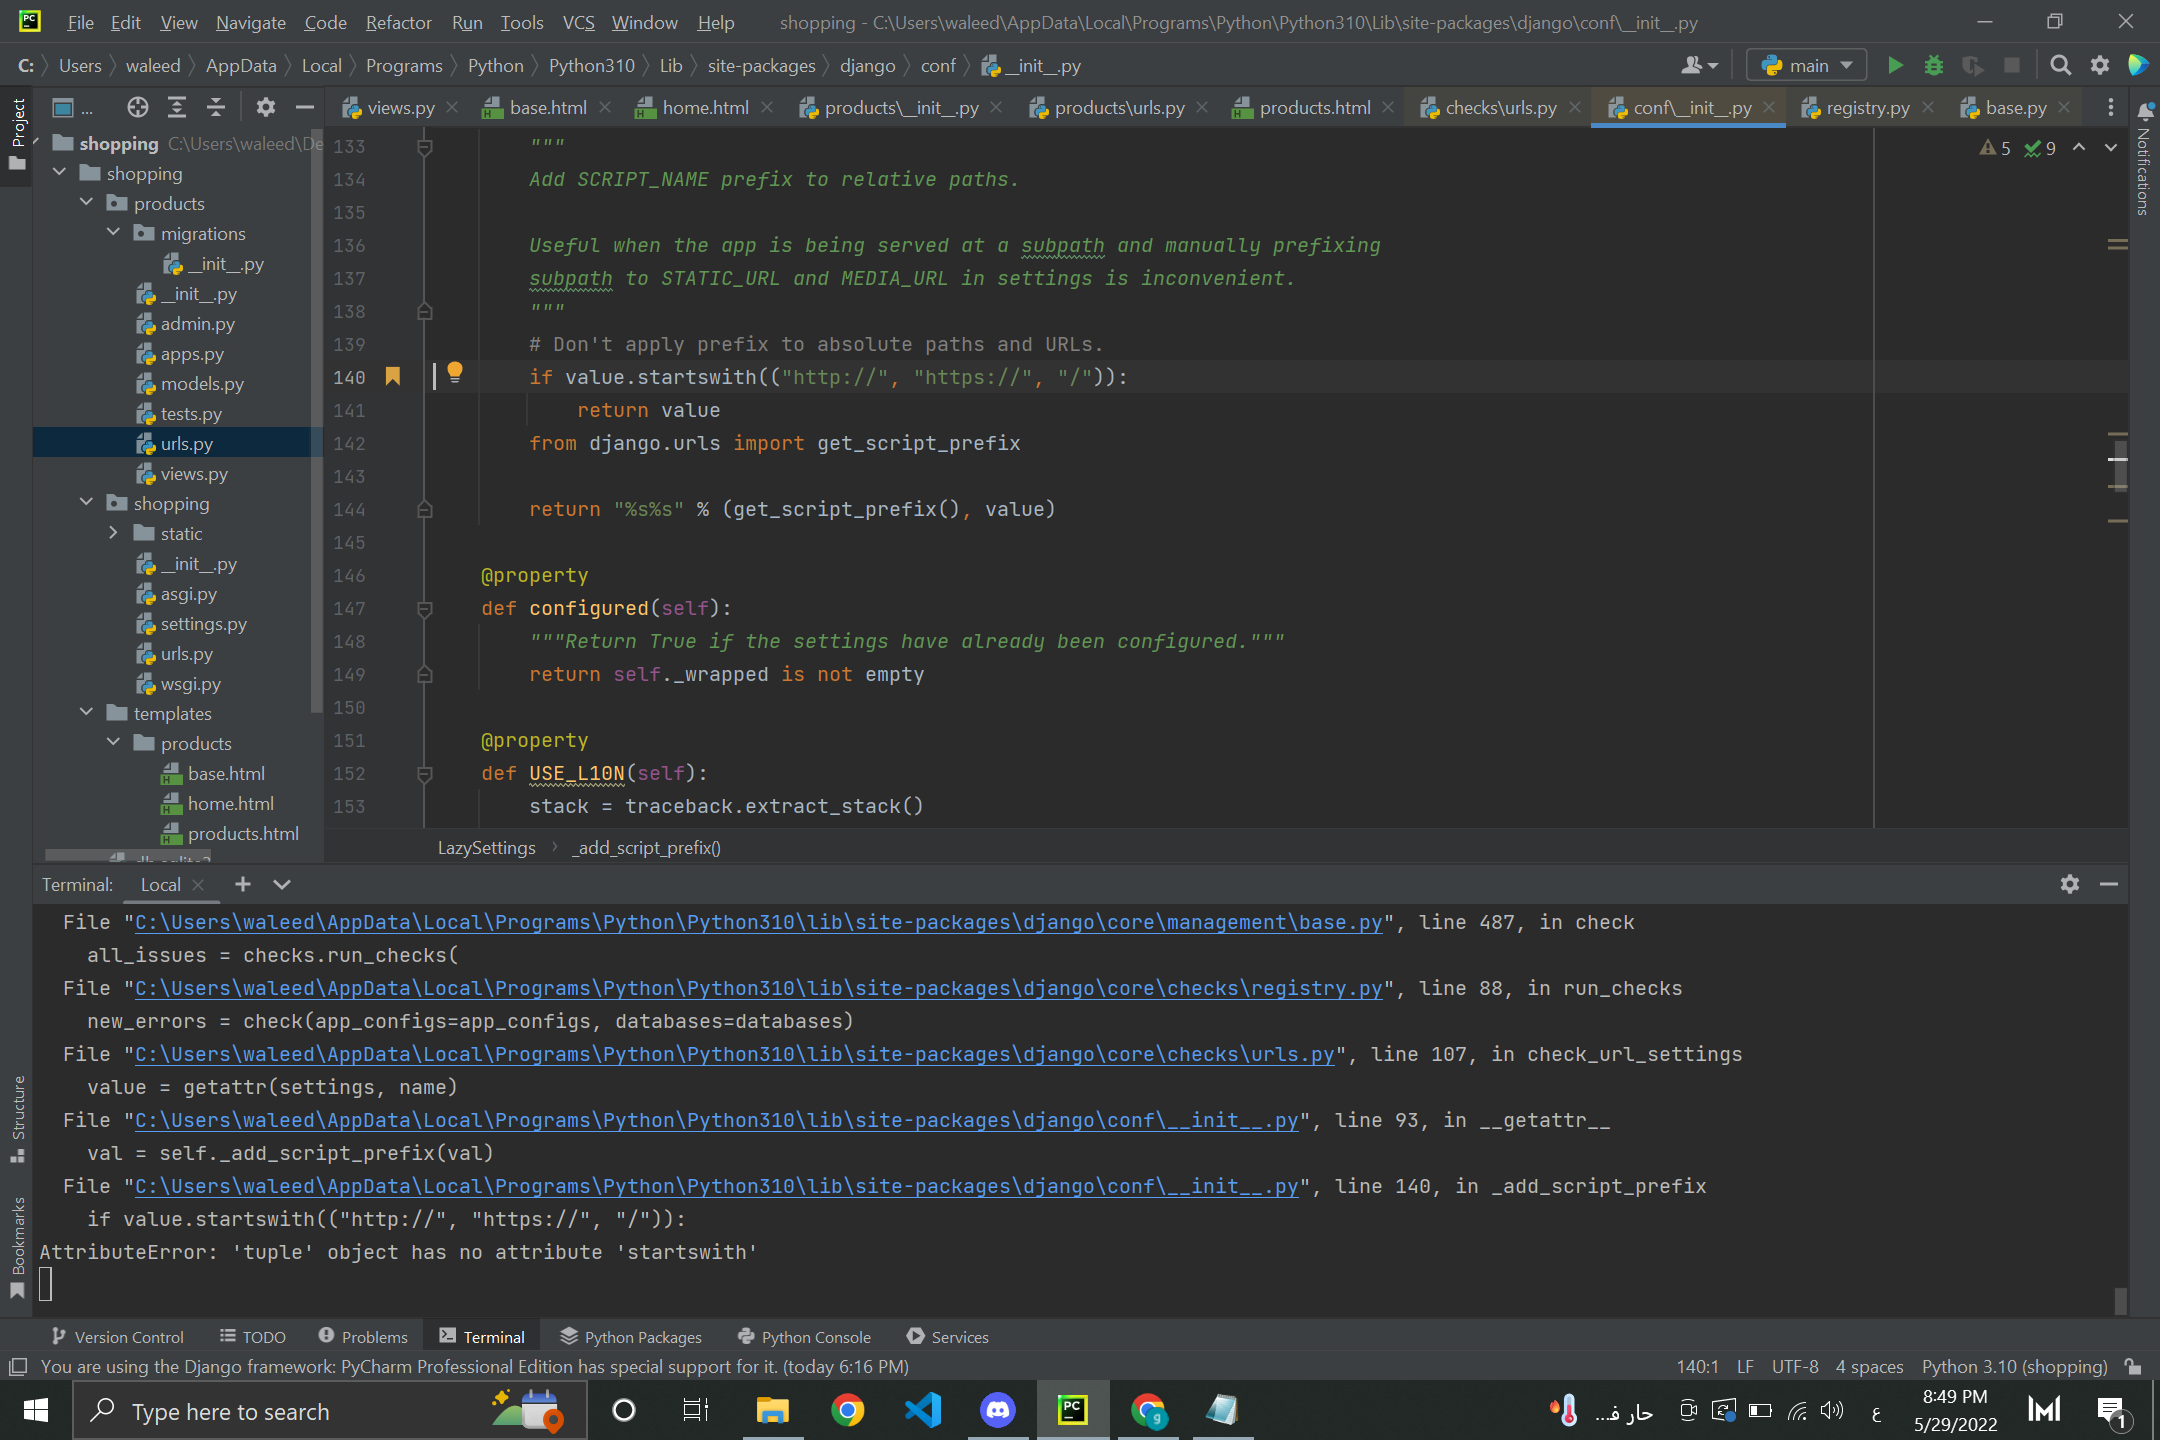 PC File Edit View Navigate Code Refactor Run Tools VCS Window Help shopping - C:\Users\waleed\AppData\Local\Programs\Python\Python310\Lib\site-packages\django\conf\__init__.py
C: Users waleed AppData Local Programs Python Python310 Lib site-packages django conf __init__.py main
... views.py base.html home.html products\__init__.py products\urls.py products.html checks\urls.py conf\__init__.py registry.py base.py
Project
Notifications
shopping C:\Users\waleed\De
shopping
products
migrations
__init__.py
__init__.py
admin.py
apps.py
models.py
tests.py
urls.py
views.py
shopping
static
__init__.py
asgi.py
settings.py
urls.py
wsgi.py
templates
products
base.html
home.html
products.html
db.sqlite3
5 9
133 """
134 Add SCRIPT_NAME prefix to relative paths.
135
136 Useful when the app is being served at a subpath and manually prefixing
137 subpath to STATIC_URL and MEDIA_URL in settings is inconvenient.
138 """
139 # Don't apply prefix to absolute paths and URLs.
140 if value.startswith(("http://", "https://", "/")):
141 return value
142 from django.urls import get_script_prefix
143
144 return "%s%s" % (get_script_prefix(), value)
145
146 @property
147 def configured(self):
148 """Return True if the settings have already been configured."""
149 return self._wrapped is not empty
150
151 @property
152 def USE_L10N(self):
153 stack = traceback.extract_stack()
LazySettings _add_script_prefix()
Terminal: Local
File "C:\Users\waleed\AppData\Local\Programs\Python\Python310\lib\site-packages\django\core\management\base.py", line 487, in check
all_issues = checks.run_checks(
File "C:\Users\waleed\AppData\Local\Programs\Python\Python310\lib\site-packages\django\core\checks\registry.py", line 88, in run_checks
new_errors = check(app_configs=app_configs, databases=databases)
File "C:\Users\waleed\AppData\Local\Programs\Python\Python310\lib\site-packages\django\core\checks\urls.py", line 107, in check_url_settings
value = getattr(settings, name)
File "C:\Users\waleed\AppData\Local\Programs\Python\Python310\lib\site-packages\django\conf\__init__.py", line 93, in __getattr__
val = self._add_script_prefix(val)
File "C:\Users\waleed\AppData\Local\Programs\Python\Python310\lib\site-packages\django\conf\__init__.py", line 140, in _add_script_prefix
if value.startswith(("http://", "https://", "/")):
AttributeError: 'tuple' object has no attribute 'startswith'
Structure
Bookmarks
Version Control TODO Problems Terminal Python Packages Python Console Services
You are using the Django framework: PyCharm Professional Edition has special support for it. (today 6:16 PM) 140:1 LF UTF-8 4 spaces Python 3.10 (shopping)
Type here to search PC g حار فـ... ع 8:49 PM
5/29/2022 1